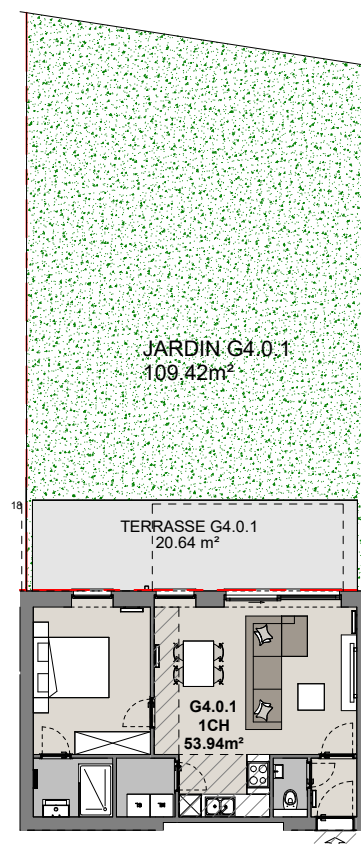 JARDIN G4.0.1
109.42m²
18
TERRASSE G4.0.1
20.64 m²
G4.0.1
1CH
53.94m²